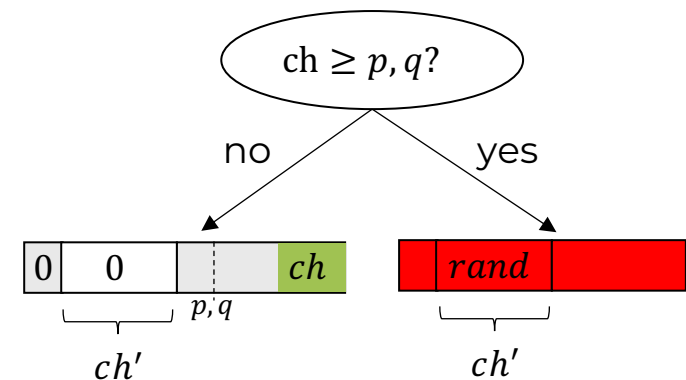 ch ≥ p, q?
no
yes
0 0 ch
rand
p, q
ch′
ch′